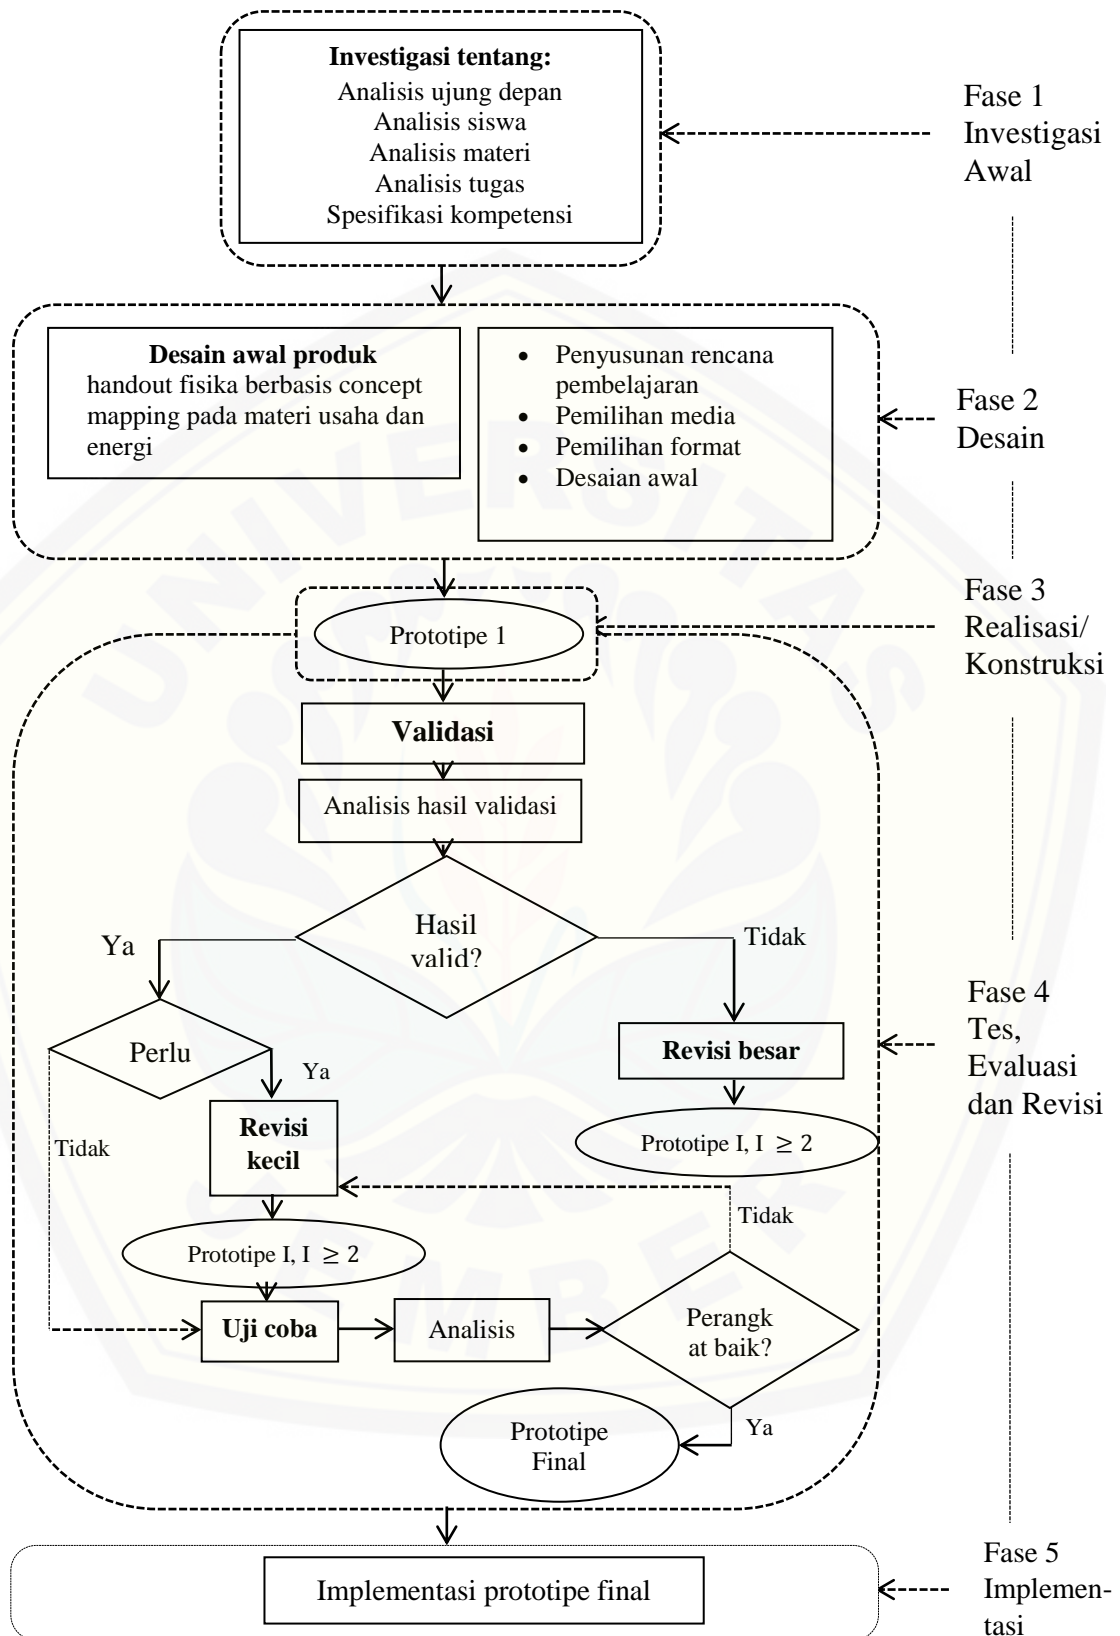 Investigasi tentang:
Analisis ujung depan
Analisis siswa
Analisis materi
Analisis tugas
Spesifikasi kompetensi
Fase 1
Investigasi
Awal
Desain awal produk
handout fisika berbasis concept
mapping pada materi usaha dan
energi
• Penyusunan rencana
pembelajaran
• Pemilihan media
• Pemilihan format
• Desaian awal
Fase 2
Desain
Prototipe 1
Fase 3
Realisasi/
Konstruksi
Validasi
Analisis hasil validasi
Hasil
valid?
Ya
Tidak
Perlu
Ya
Tidak
Revisi besar
Prototipe I, I ≥ 2
Fase 4
Tes,
Evaluasi
dan Revisi
Revisi
kecil
Prototipe I, I ≥ 2
Tidak
Uji coba
Analisis
Perangk
at baik?
Ya
Prototipe
Final
Implementasi prototipe final
Fase 5
Implemen-
tasi
UNIVERSITAS
JEMBER